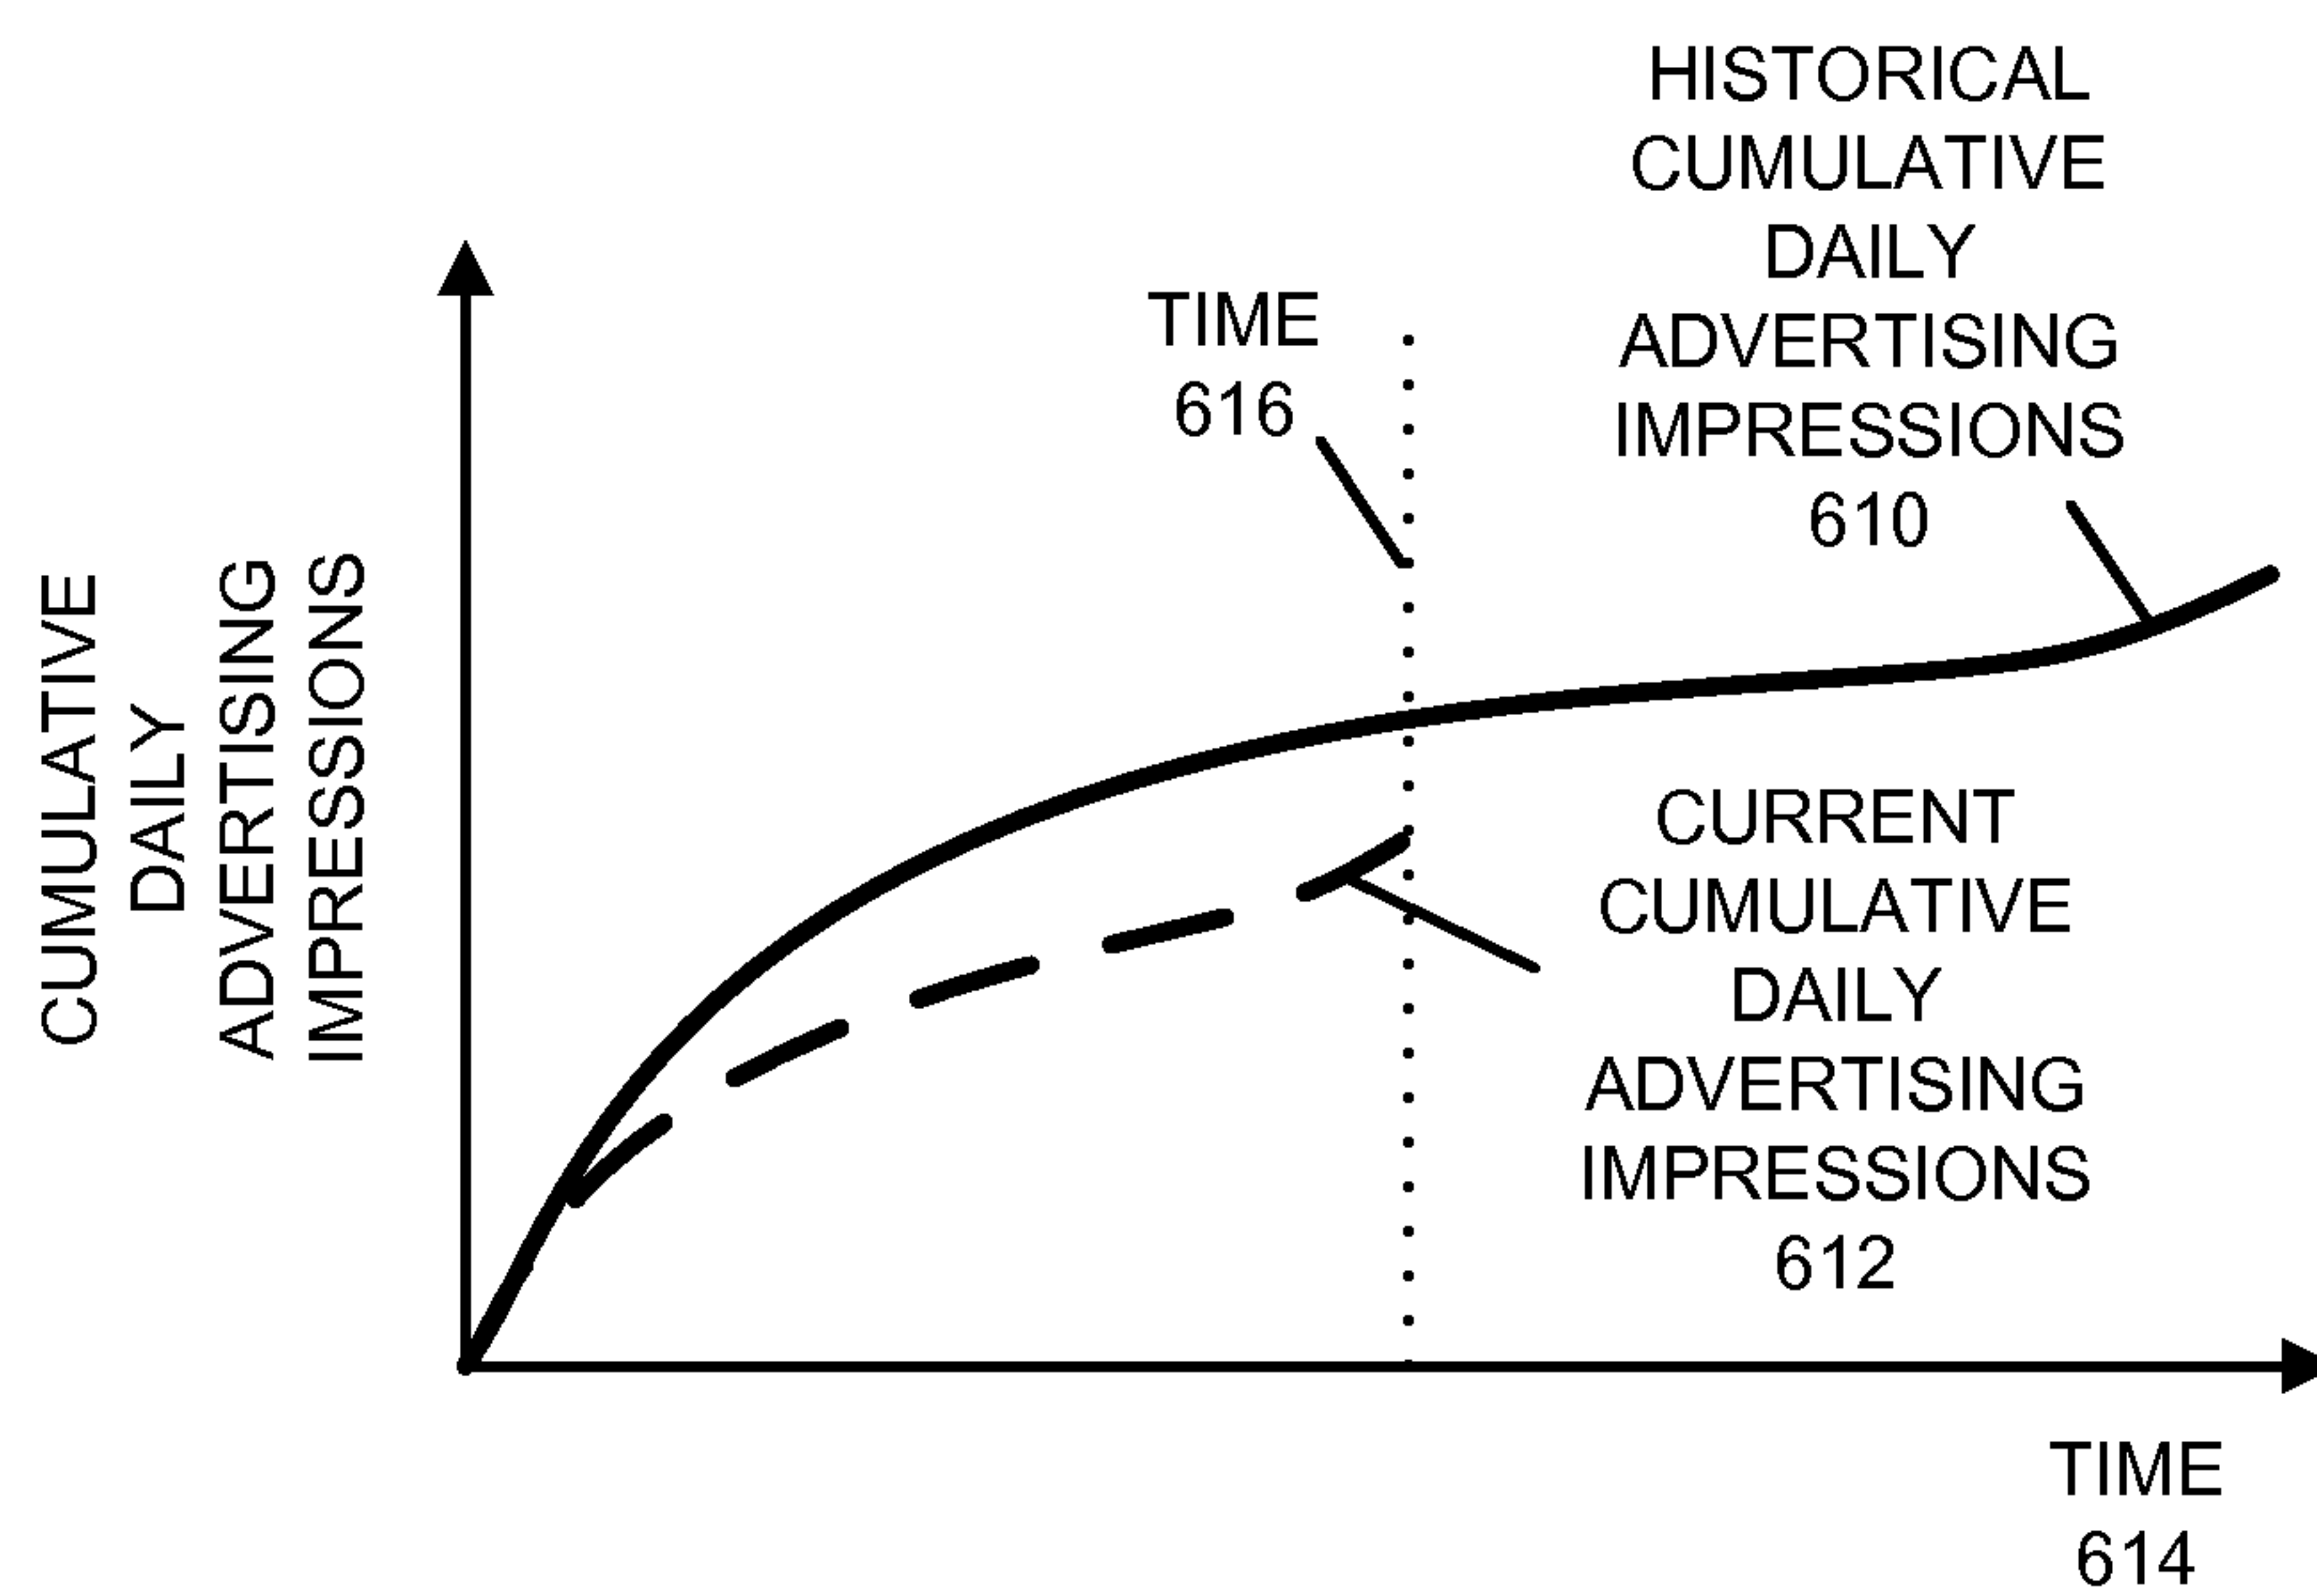 HISTORICAL
CUMULATIVE
DAILY
ADVERTISING
IMPRESSIONS
610
TIME
616
CUMULATIVE
DAILY
ADVERTISING
IMPRESSIONS
CURRENT
CUMULATIVE
DAILY
ADVERTISING
IMPRESSIONS
612
TIME
614